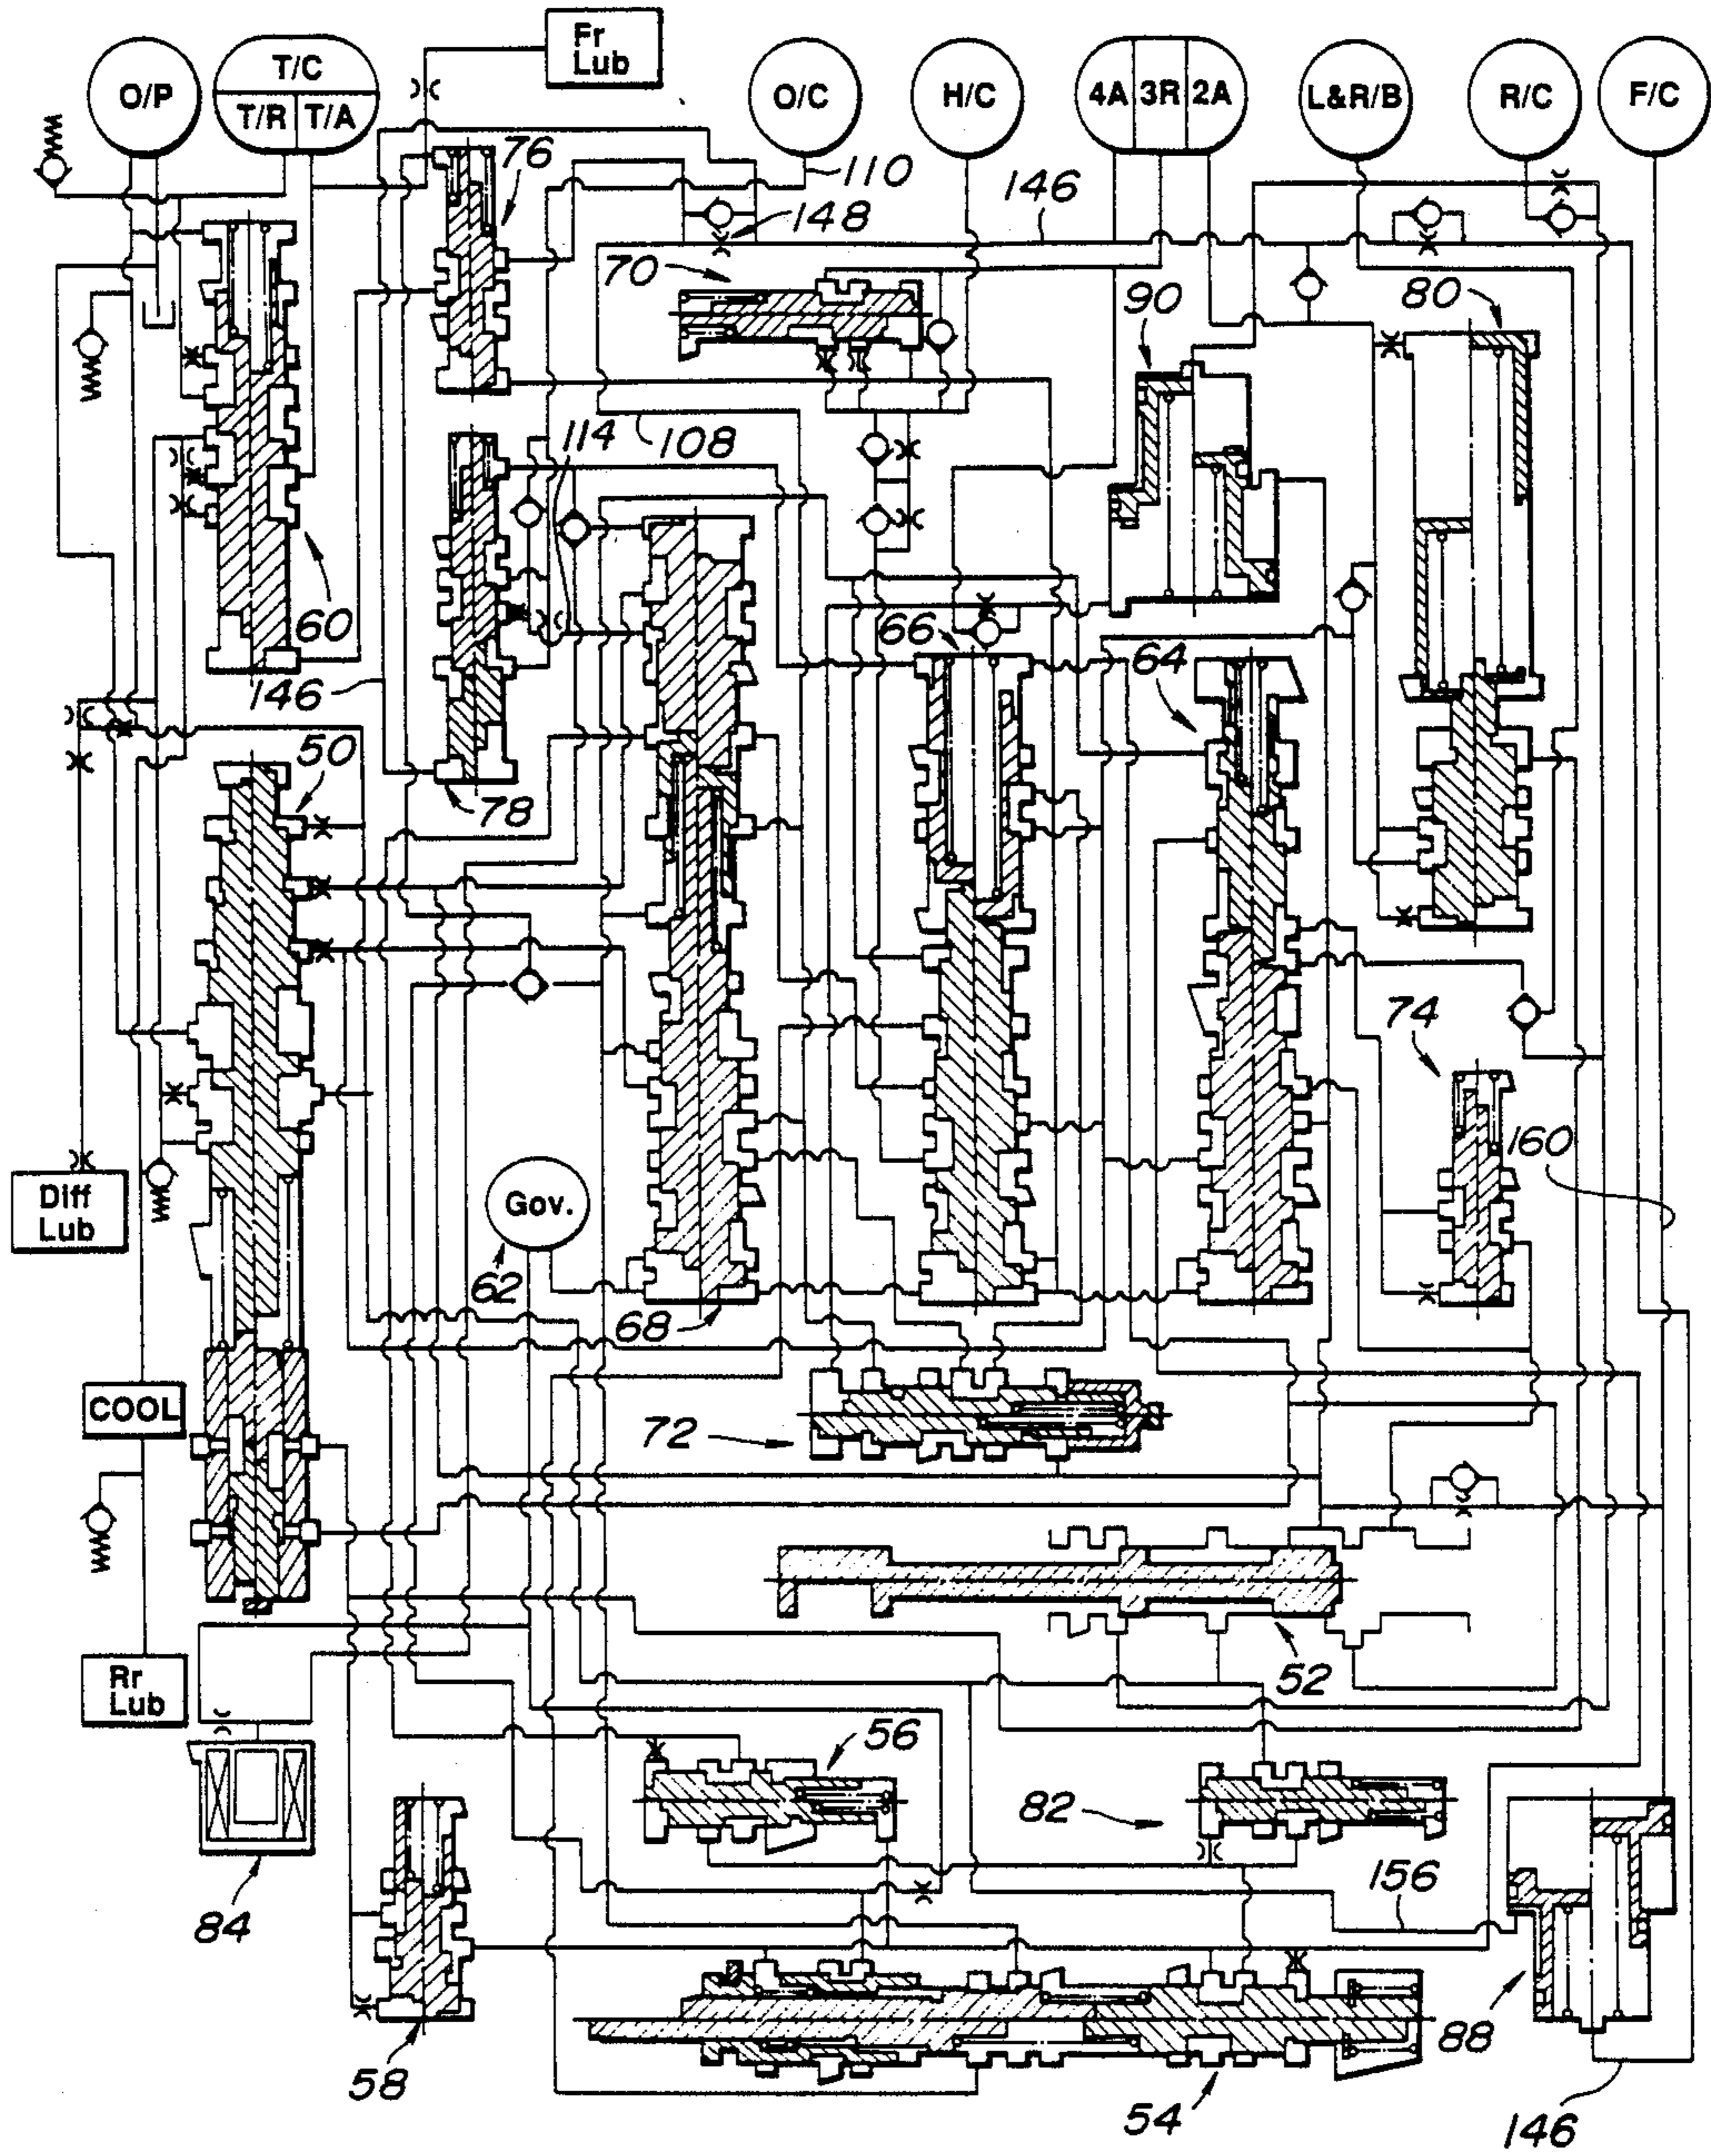 Fr
Lub
O/P
T/C
T/R T/A
O/C
H/C
4A 3R 2A
L&R/B
R/C
F/C
76
110
148
146
70
90
80
108
114
60
66
64
146
50
78
74
160
Diff
Lub
Gov.
62
68
COOL
72
Rr
Lub
52
56
82
84
156
88
58
54
146